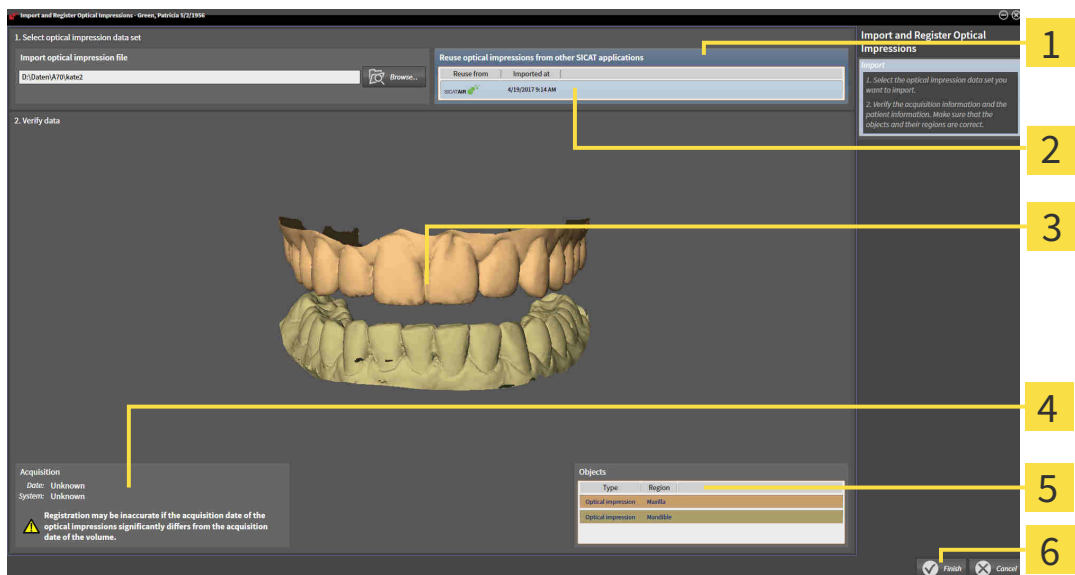 Import and Register Optical Impressions - Green, Patricia 5/2/1956
1. Select optical impression data set
Import optical impression file
D:\Daten\A70\kate2
Browse...
Reuse optical impressions from other SICAT applications
Reuse from Imported at
SICATAIR 4/19/2017 9:14 AM
Import and Register Optical
Impressions
Import
1. Select the optical impression data set you
want to import.
2. Verify the acquisition information and the
patient information. Make sure that the
objects and their regions are correct.
1
2
2. Verify data
3
4
Acquisition
Date: Unknown
System: Unknown
Registration may be inaccurate if the acquisition date of the
optical impressions significantly differs from the acquisition
date of the volume.
Objects
Type Region
Optical impression Maxilla
Optical impression Mandible
5
6
Finish Cancel